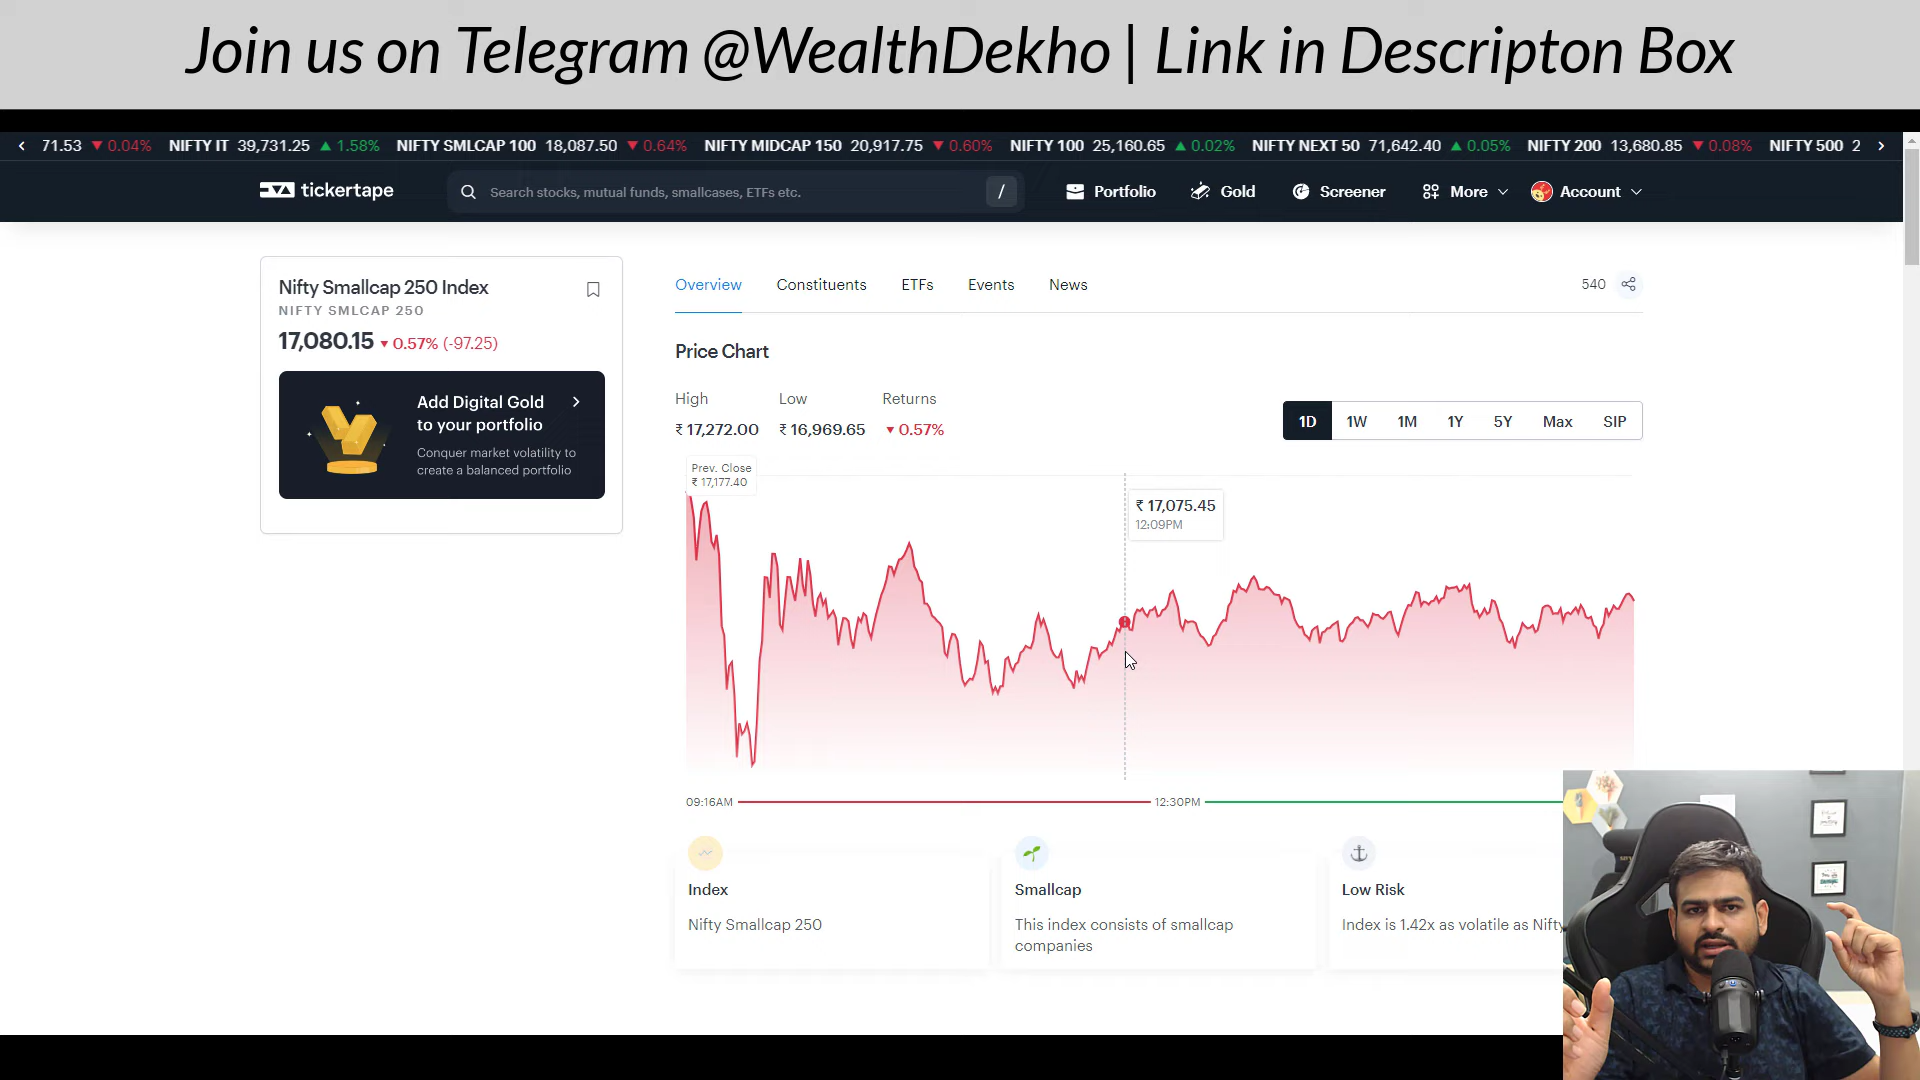 Join us on Telegram @WealthDekho | Link in Descripton Box
71.53 ▼ 0.04% NIFTY IT 39,731.25 ▲ 1.58% NIFTY SMLCAP 100 18,087.50 ▼ 0.64% NIFTY MIDCAP 150 20,917.75 ▼ 0.60% NIFTY 100 25,160.65 ▲ 0.02% NIFTY NEXT 50 71,642.40 ▲ 0.05% NIFTY 200 13,680.85 ▼ 0.08% NIFTY 500 2
tickertape Search stocks, mutual funds, smallcases, ETFs etc. / Portfolio Gold Screener More Account
Nifty Smallcap 250 Index
NIFTY SMLCAP 250
17,080.15 ▼ 0.57% (-97.25)
Add Digital Gold
to your portfolio
Conquer market volatility to
create a balanced portfolio
Overview Constituents ETFs Events News 540
Price Chart
High Low Returns
₹ 17,272.00 ₹ 16,969.65 ▼ 0.57%
1D 1W 1M 1Y 5Y Max SIP
Prev. Close
₹ 17,177.40
₹ 17,075.45
12:09PM
09:16AM 12:30PM
Index
Nifty Smallcap 250
Smallcap
This index consists of smallcap
companies
Low Risk
Index is 1.42x as volatile as Nifty